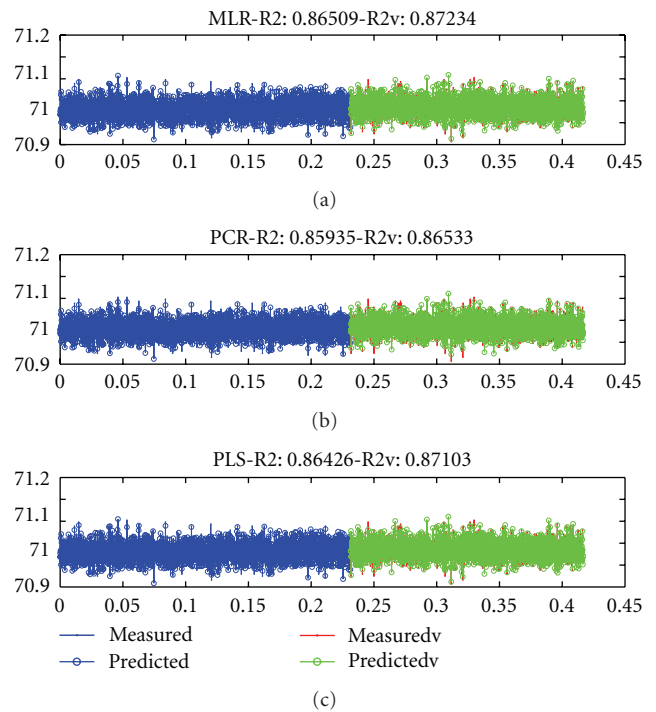 MLR-R2: 0.86509-R2v: 0.87234
71.2
71.1
71
70.9
0 0.05 0.1 0.15 0.2 0.25 0.3 0.35 0.4 0.45
(a)
PCR-R2: 0.85935-R2v: 0.86533
71.2
71.1
71
70.9
0 0.05 0.1 0.15 0.2 0.25 0.3 0.35 0.4 0.45
(b)
PLS-R2: 0.86426-R2v: 0.87103
71.2
71.1
71
70.9
0 0.05 0.1 0.15 0.2 0.25 0.3 0.35 0.4 0.45
Measured Measuredv
Predicted Predictedv
(c)